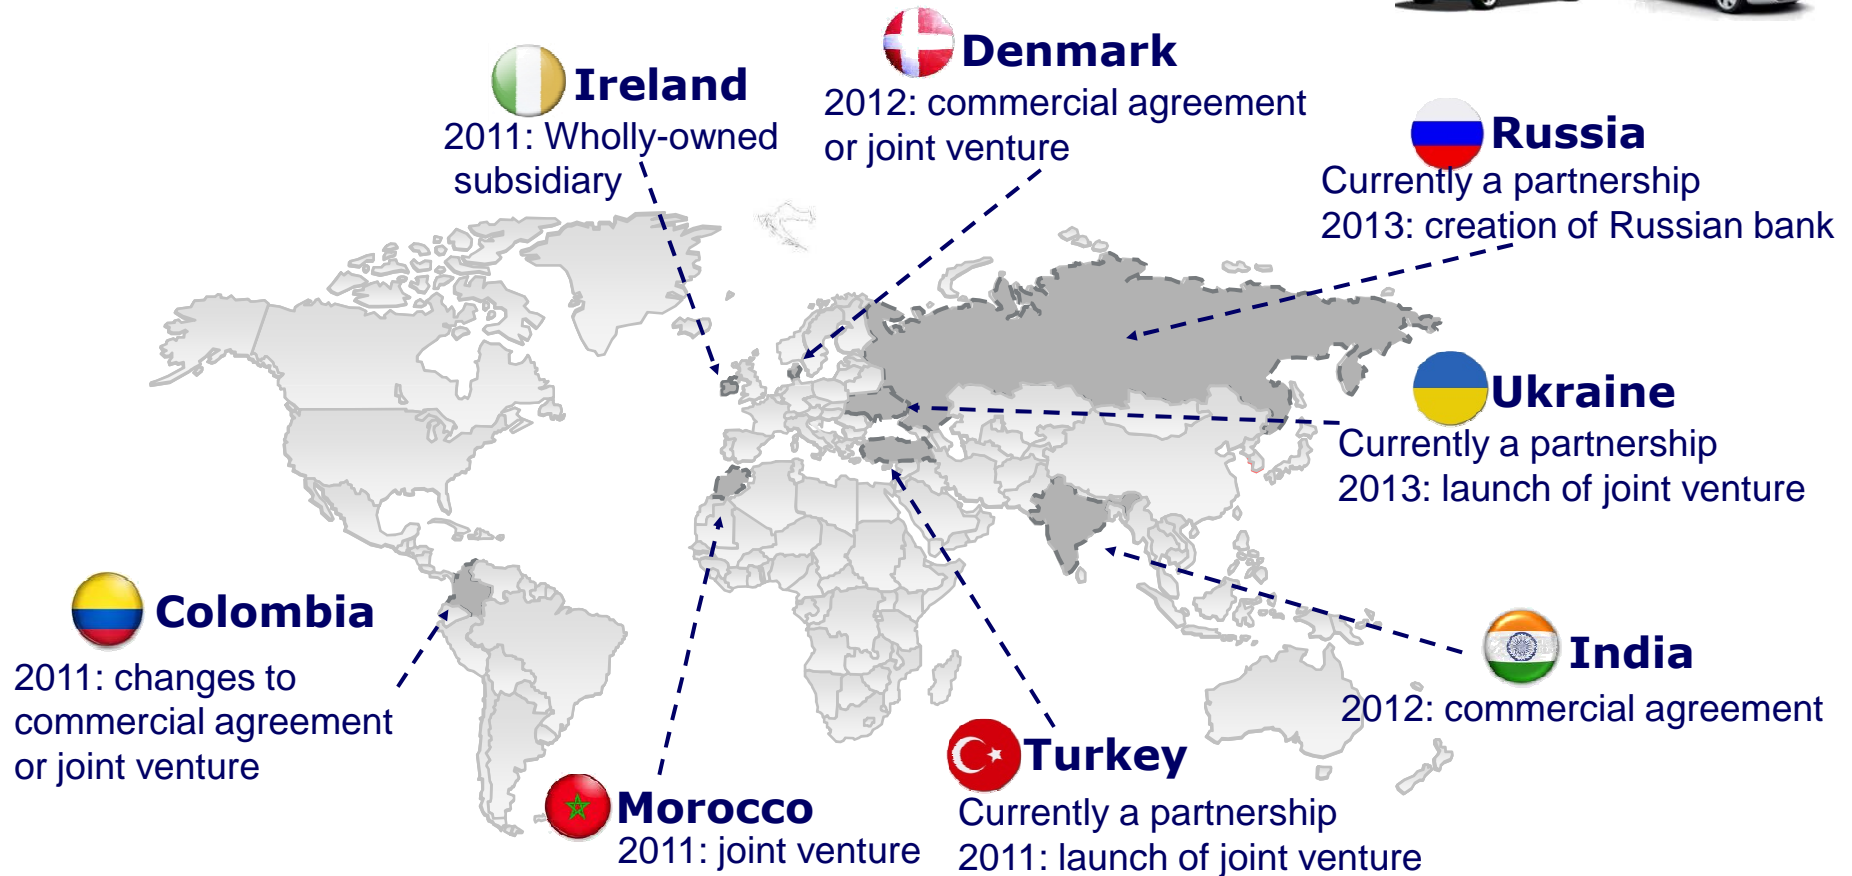 Denmark
2012: commercial agreement
or joint venture
Ireland
2011: Wholly-owned
subsidiary
Russia
Currently a partnership
2013: creation of Russian bank
Ukraine
Currently a partnership
2013: launch of joint venture
Colombia
2011: changes to
commercial agreement
or joint venture
India
2012: commercial agreement
Turkey
Currently a partnership
2011: launch of joint venture
Morocco
2011: joint venture